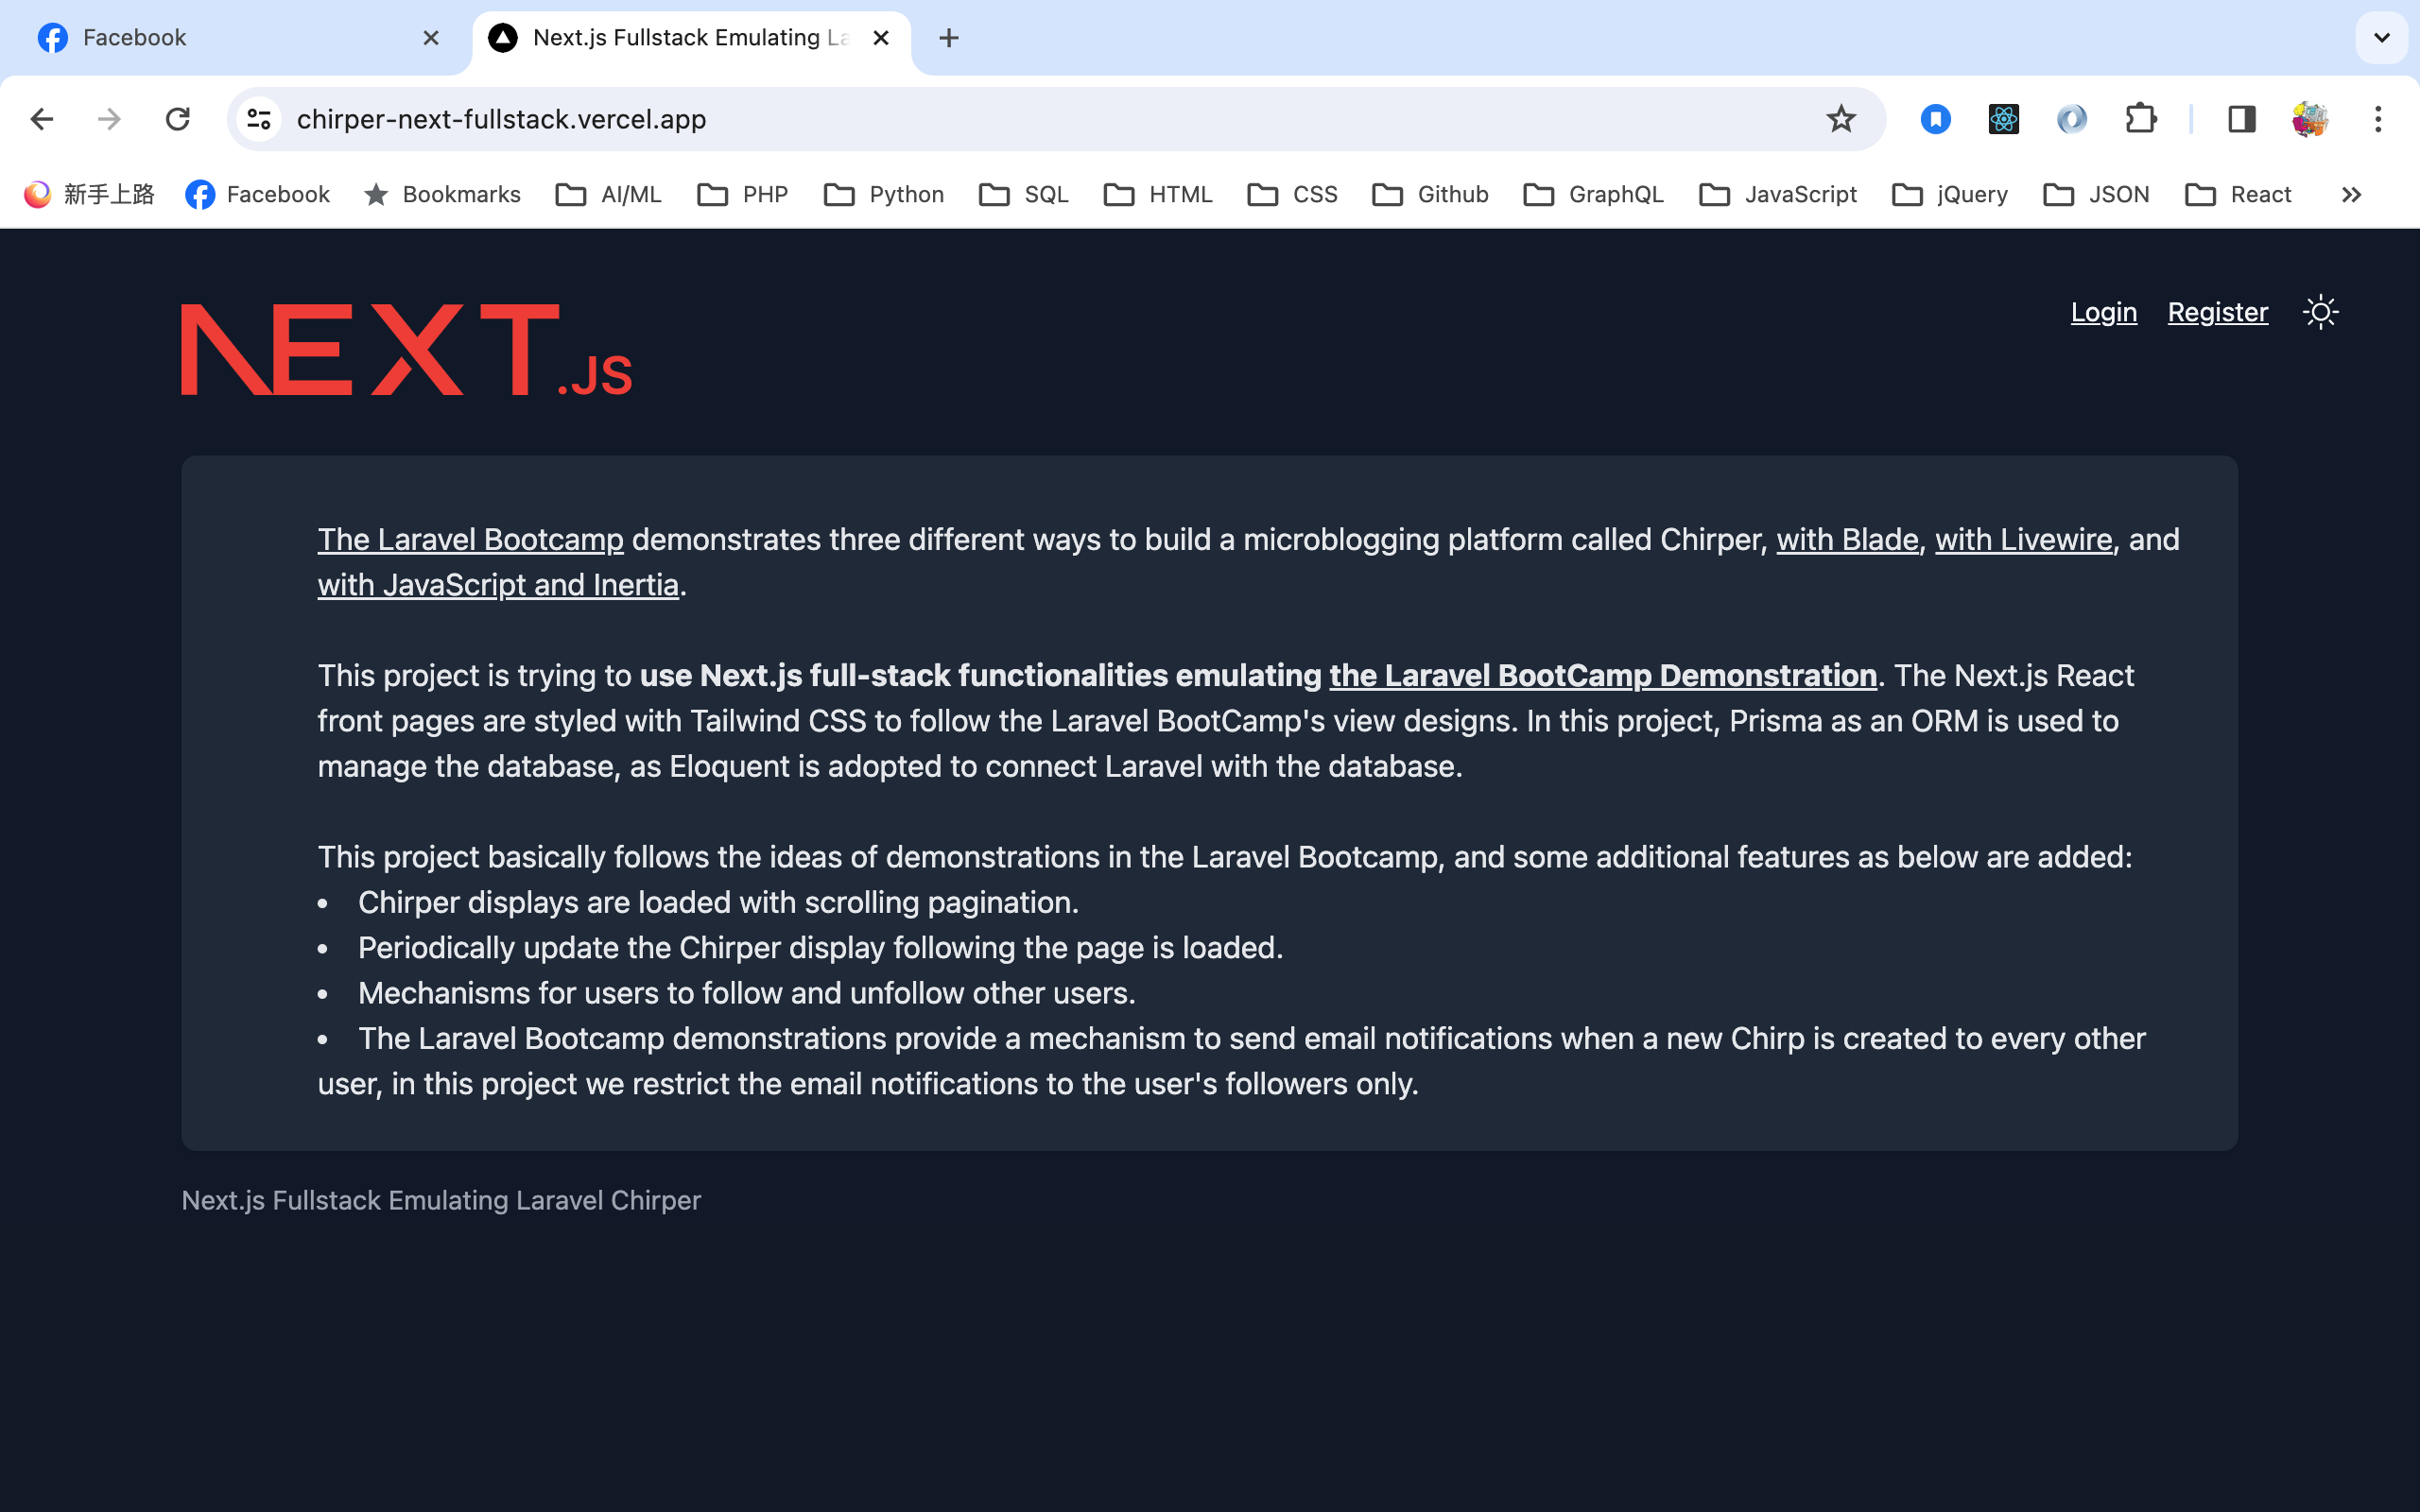 Facebook
Next.js Fullstack Emulating La
chirper-next-fullstack.vercel.app
新手上路 Facebook Bookmarks AI/ML PHP Python SQL HTML CSS Github GraphQL JavaScript jQuery JSON React
NEXT.JS
Login Register
The Laravel Bootcamp demonstrates three different ways to build a microblogging platform called Chirper, with Blade, with Livewire, and
with JavaScript and Inertia.
This project is trying to use Next.js full-stack functionalities emulating the Laravel BootCamp Demonstration. The Next.js React
front pages are styled with Tailwind CSS to follow the Laravel BootCamp's view designs. In this project, Prisma as an ORM is used to
manage the database, as Eloquent is adopted to connect Laravel with the database.
This project basically follows the ideas of demonstrations in the Laravel Bootcamp, and some additional features as below are added:
• Chirper displays are loaded with scrolling pagination.
• Periodically update the Chirper display following the page is loaded.
• Mechanisms for users to follow and unfollow other users.
• The Laravel Bootcamp demonstrations provide a mechanism to send email notifications when a new Chirp is created to every other
user, in this project we restrict the email notifications to the user's followers only.
Next.js Fullstack Emulating Laravel Chirper